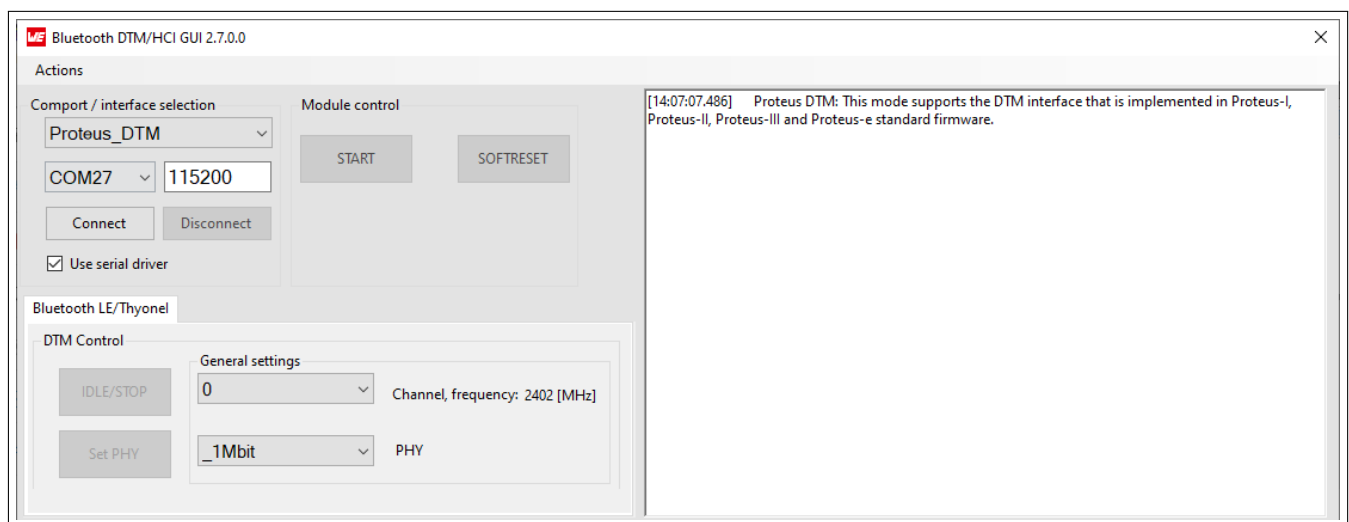 Bluetooth DTM/HCI GUI 2.7.0.0
Actions
Comport / interface selection
Proteus_DTM
COM27
115200
Connect
Disconnect
Use serial driver
Module control
START
SOFTRESET
[14:07:07.486] Proteus DTM: This mode supports the DTM interface that is implemented in Proteus-I,
Proteus-II, Proteus-III and Proteus-e standard firmware.
Bluetooth LE/Thyonel
DTM Control
IDLE/STOP
Set PHY
General settings
0
Channel, frequency: 2402 [MHz]
_1Mbit
PHY